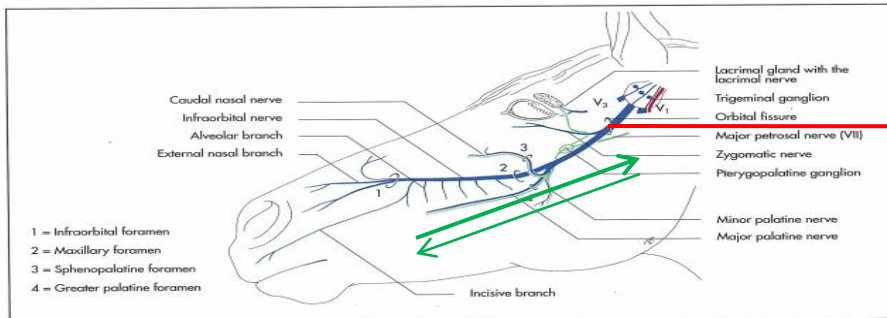 Lacrimal gland with the
lacrimal nerve
Caudal nasal nerve
V3
V1
Trigeminal ganglion
Infraorbital nerve
Orbital fissure
Alveolar branch
Major petrosal nerve (VII)
External nasal branch
3
Zygomatic nerve
2
Pterygopalatine ganglion
1
Minor palatine nerve
1 = Infraorbital foramen
Major palatine nerve
2 = Maxillary foramen
3 = Sphenopalatine foramen
4 = Greater palatine foramen
Incisive branch